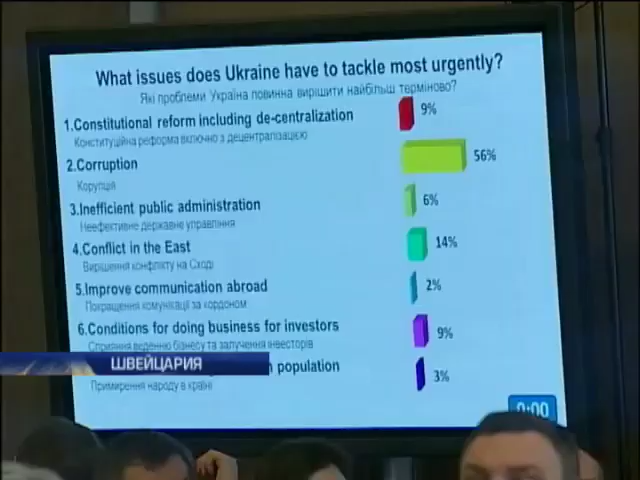 What issues does Ukraine have to tackle most urgently?
Які проблеми Україна повинна вирішити найбільш терміново?
1.Constitutional reform including de-centralization 9%
Конституційна реформа включно з децентралізацією
2.Corruption 56%
Корупція
3.Inefficient public administration 6%
Неефективне державне управління
4.Conflict in the East 14%
Вирішення конфлікту на Сході
5.Improve communication abroad 2%
Покращення комунікації за кордоном
6.Conditions for doing business for investors 9%
Сприяння веденню бізнесу та залучення інвесторів
ШВЕЙЦАРИЯ
population 3%
Примирення народу в країні
0:00